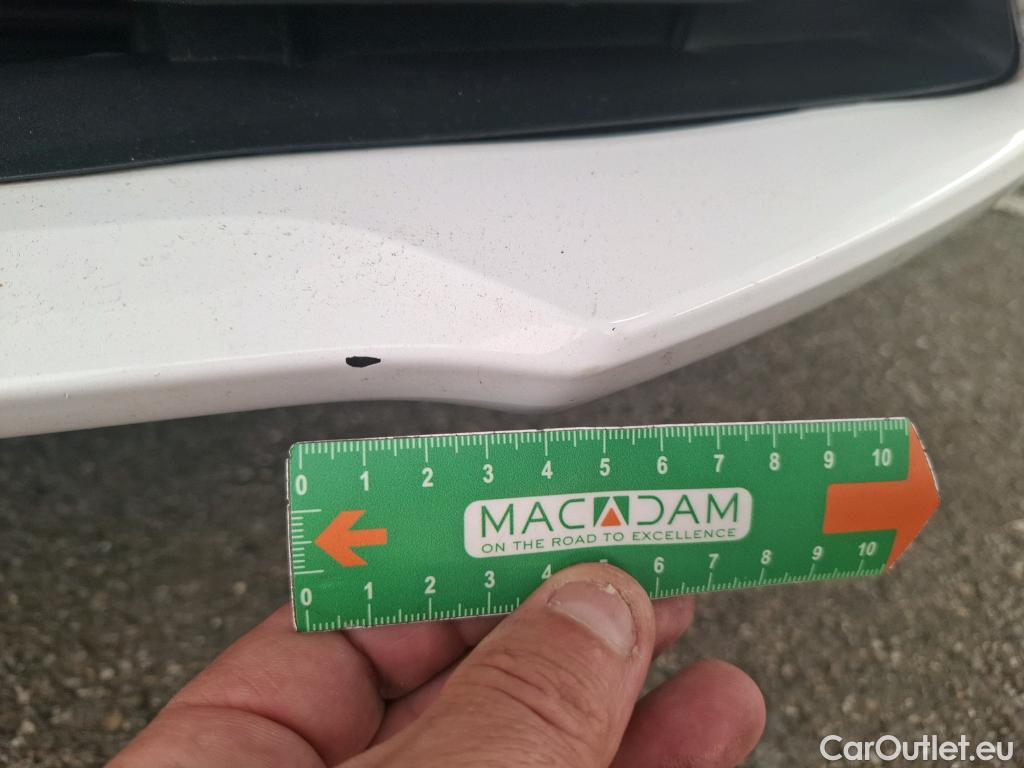 0 1 2 3 4 5 6 7 8 9 10
MACADAM
ON THE ROAD TO EXCELLENCE
0 1 2 3 4 5 6 7 8 9 10
CarOutlet.eu